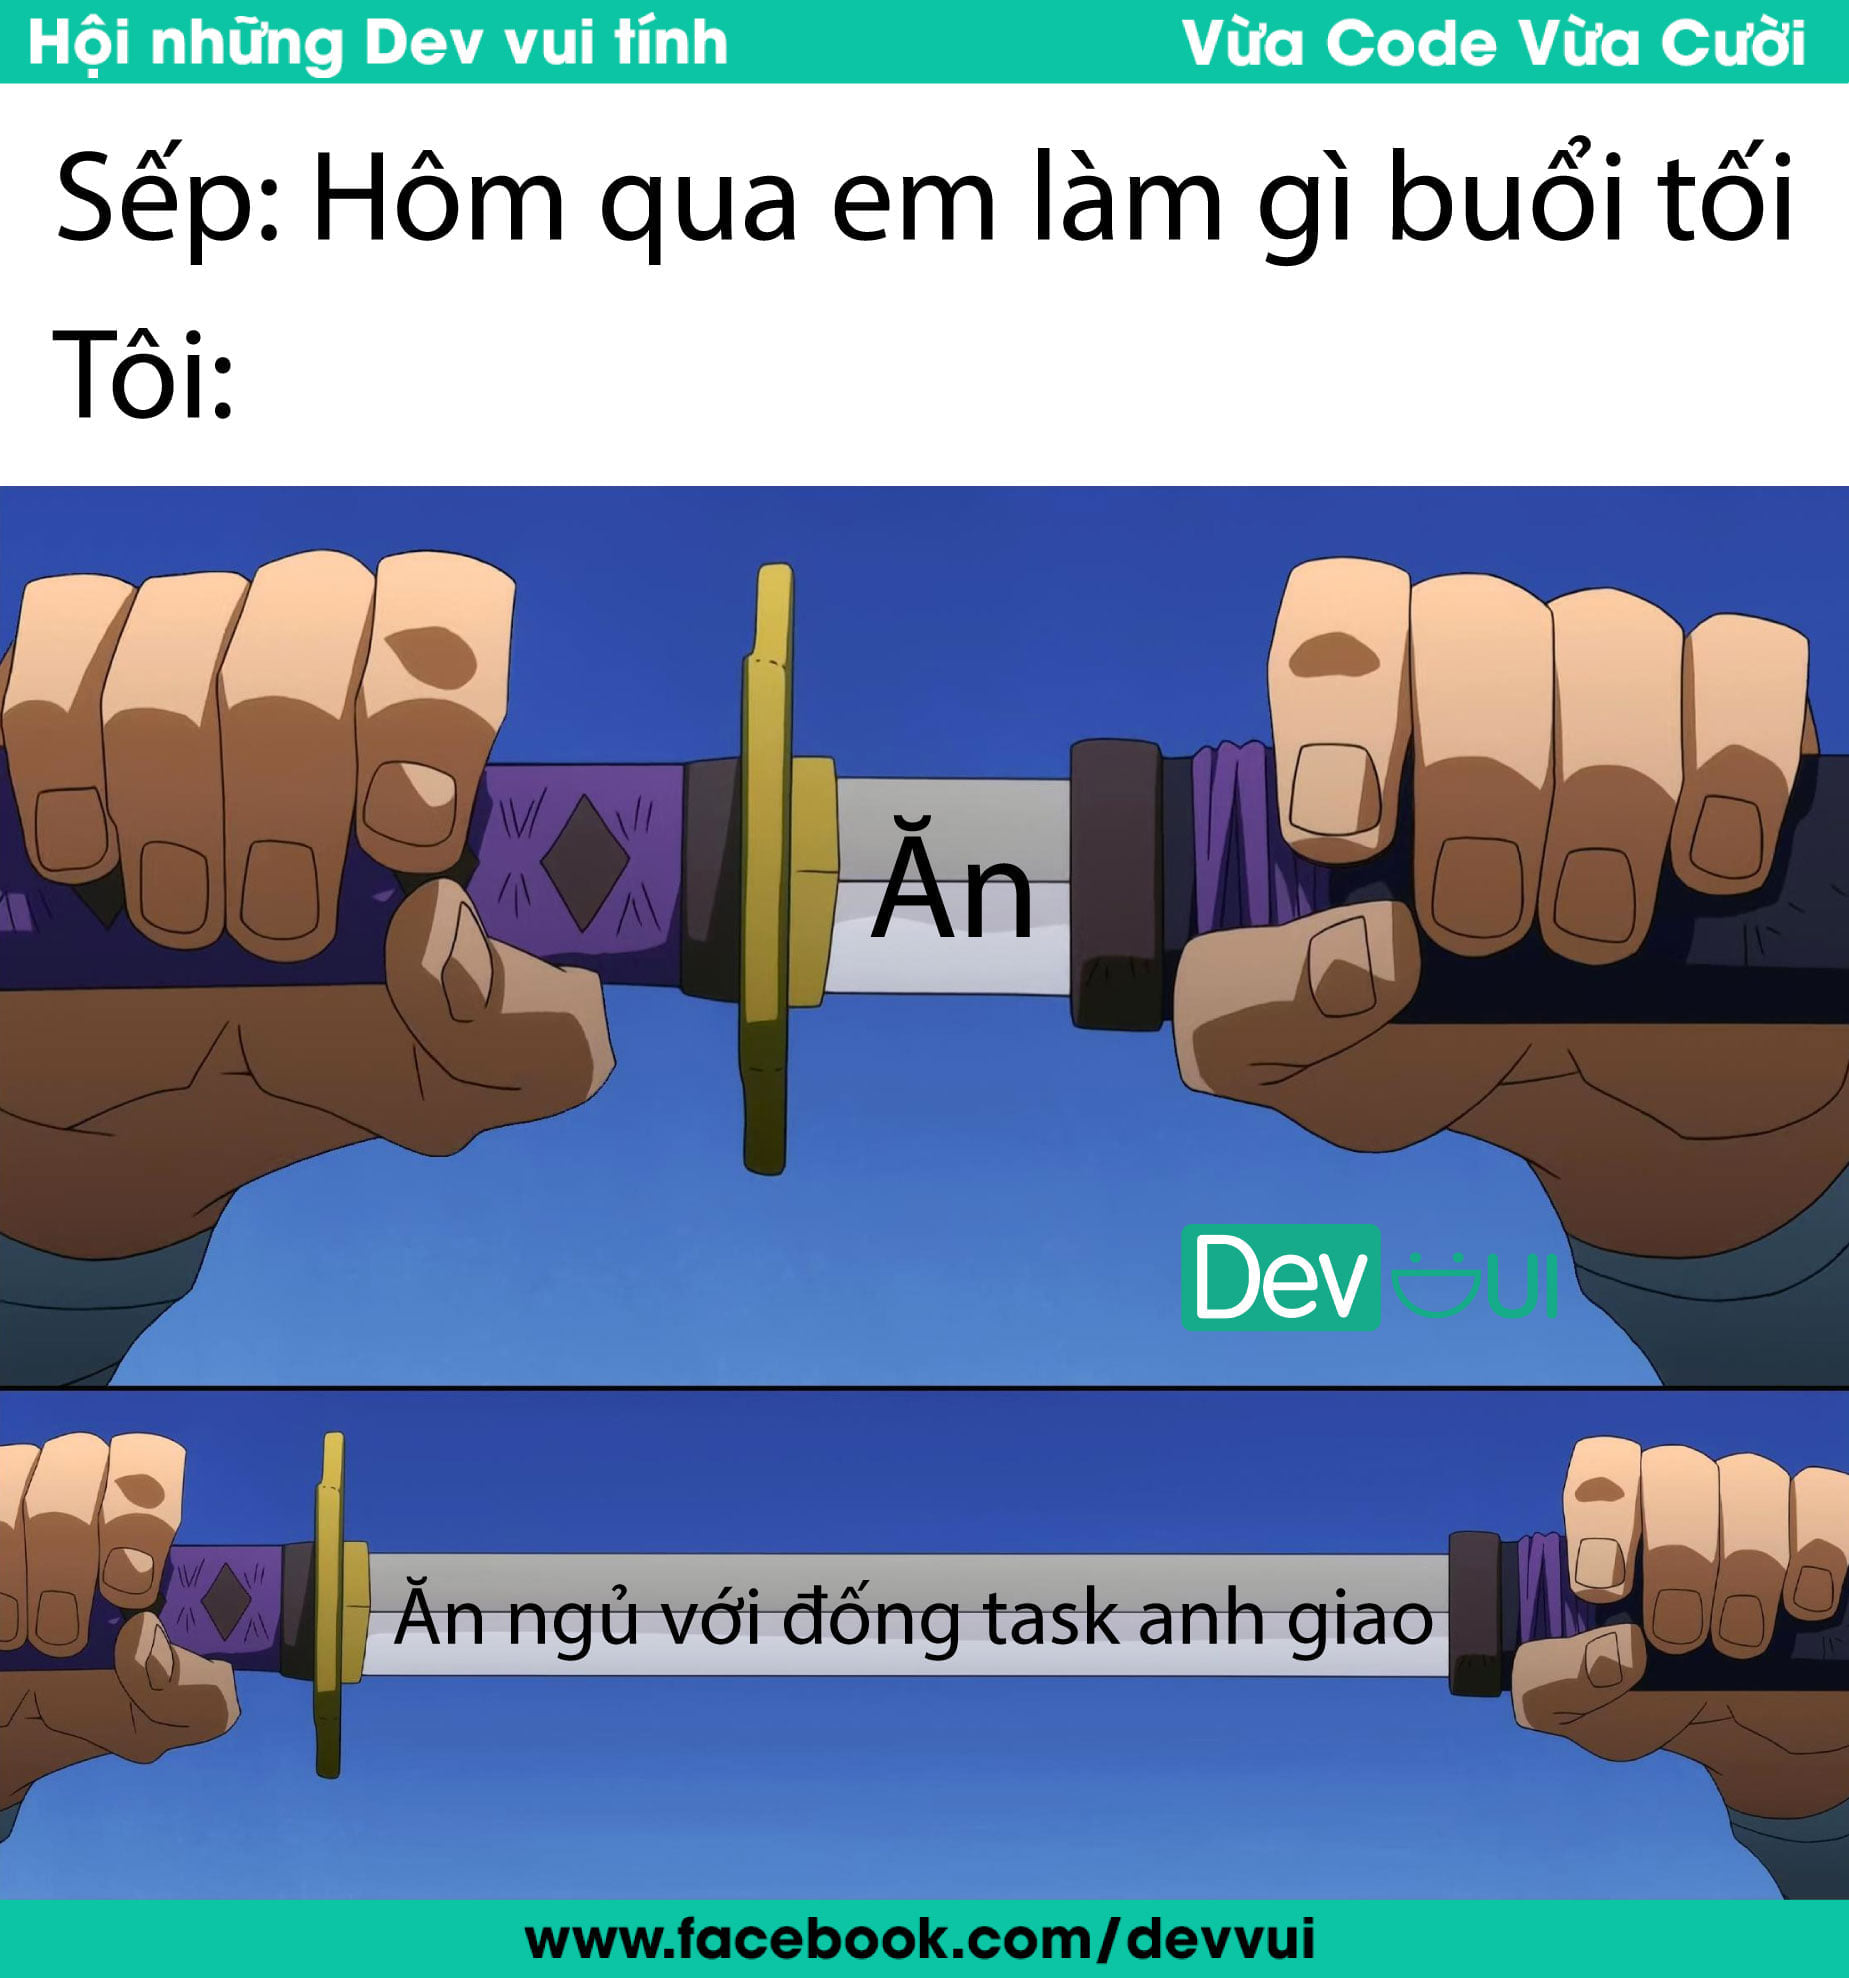 Hội những Dev vui tính
Vừa Code Vừa Cười
Sếp: Hôm qua em làm gì buổi tối
Tôi:
Ăn
Dev vui
Ăn ngủ với đống task anh giao
www.facebook.com/devvui